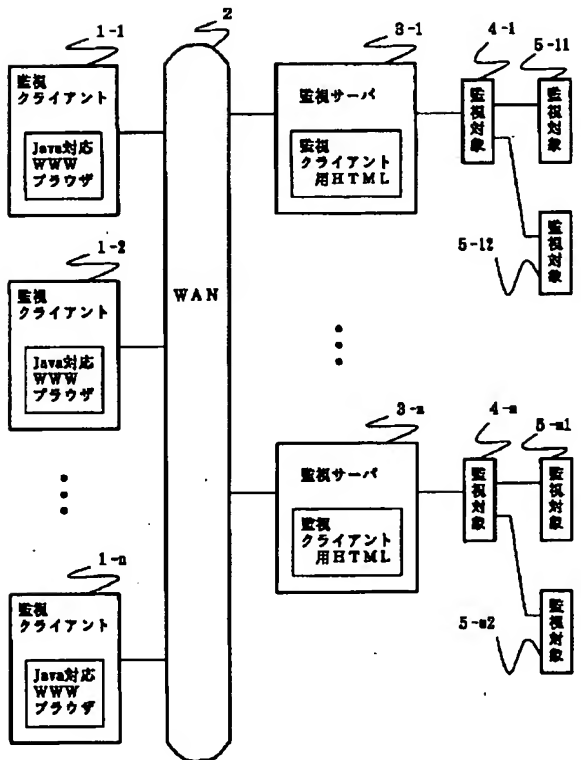 1-1
監視
クライアント
Java対応
WWW
ブラウザ
1-2
監視
クライアント
Java対応
WWW
ブラウザ
1-n
監視
クライアント
Java対応
WWW
ブラウザ
2
WAN
3-1
監視サーバ
監視
クライアント
用HTML
4-1
監視対象
5-11
監視対象
5-12
監視対象
3-m
監視サーバ
監視
クライアント
用HTML
4-m
監視対象
5-m1
監視対象
5-m2
監視対象